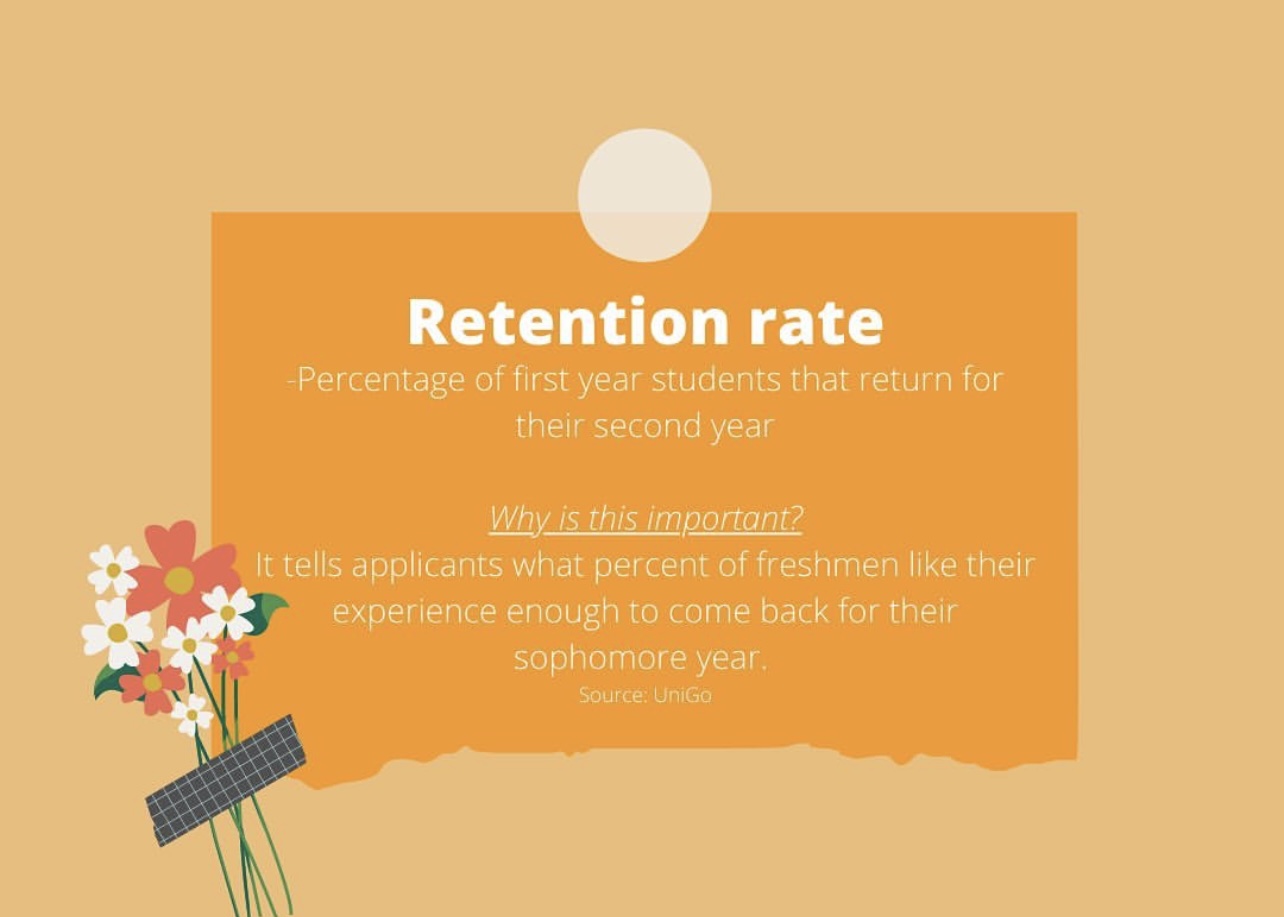 Retention rate
-Percentage of first year students that return for
their second year
Why is this important?
It tells applicants what percent of freshmen like their
experience enough to come back for their
sophomore year.
Source: UniGo